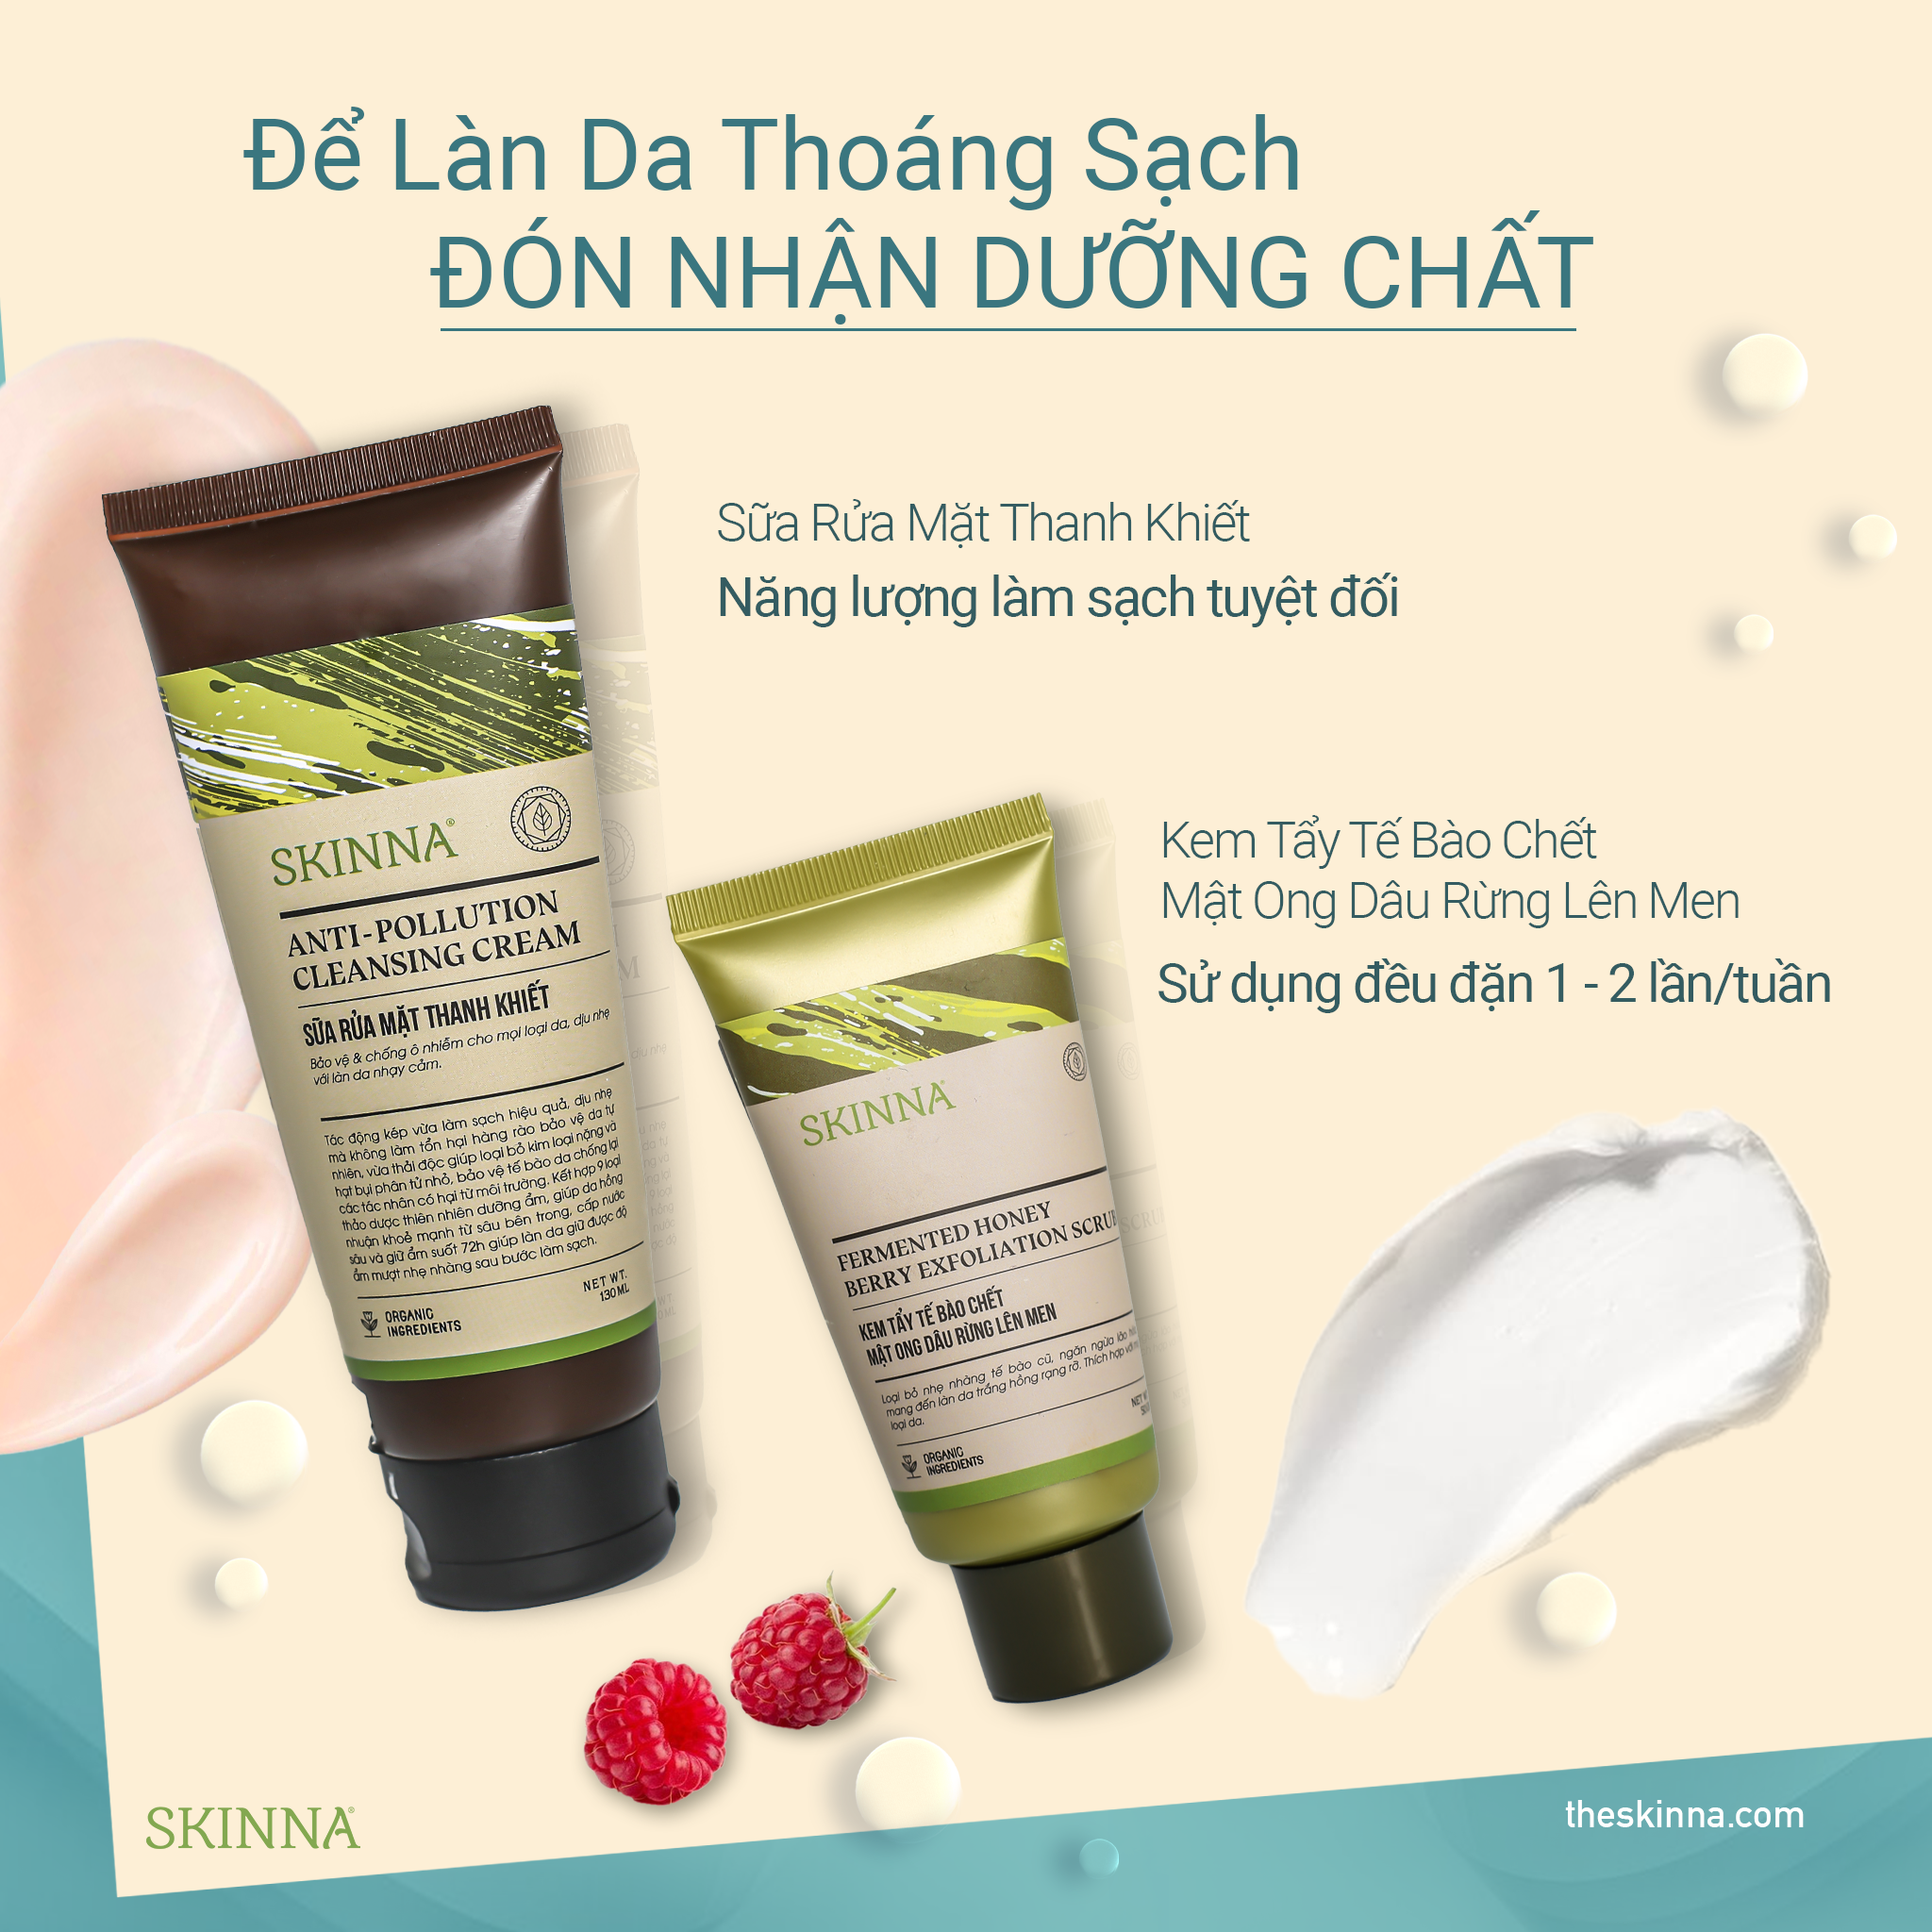 Để Làn Da Thoáng Sạch
ĐÓN NHẬN DƯỠNG CHẤT
Sữa Rửa Mặt Thanh Khiết
Năng lượng làm sạch tuyệt đối
Kem Tẩy Tế Bào Chết
Mật Ong Dâu Rừng Lên Men
Sử dụng đều đặn 1 - 2 lần/tuần
SKINNA®
ANTI-POLLUTION
CLEANSING CREAM
SỮA RỬA MẶT THANH KHIẾT
Bảo vệ & chống ô nhiễm cho mọi loại da, dịu nhẹ
với làn da nhạy cảm.
Tác động kép vừa làm sạch hiệu quả, dịu nhẹ
mà không làm tổn hại hàng rào bảo vệ da tự
nhiên, vừa thải độc giúp loại bỏ kim loại nặng và
hạt bụi phân tử nhỏ, bảo vệ tế bào da chống lại
các tác nhân có hại từ môi trường. Kết hợp 9 loại
thảo dược thiên nhiên dưỡng ẩm, giúp da hồng
nhuận khoẻ mạnh từ sâu bên trong, cấp nước
sâu và giữ ẩm suốt 72h giúp làn da giữ được độ
ẩm mượt nhẹ nhàng sau bước làm sạch.
ORGANIC
INGREDIENTS
NET WT.
130 ML
SKINNA
FERMENTED HONEY
BERRY EXFOLIATION SCRUB
KEM TẨY TẾ BÀO CHẾT
MẬT ONG DÂU RỪNG LÊN MEN
Loại bỏ nhẹ nhàng tế bào cũ, ngăn ngừa lão
mang đến làn da trắng hồng rạng rỡ. Thích hợp với
loại da.
NET
ORGANIC
INGREDIENTS
SKINNA®
theskinna.com